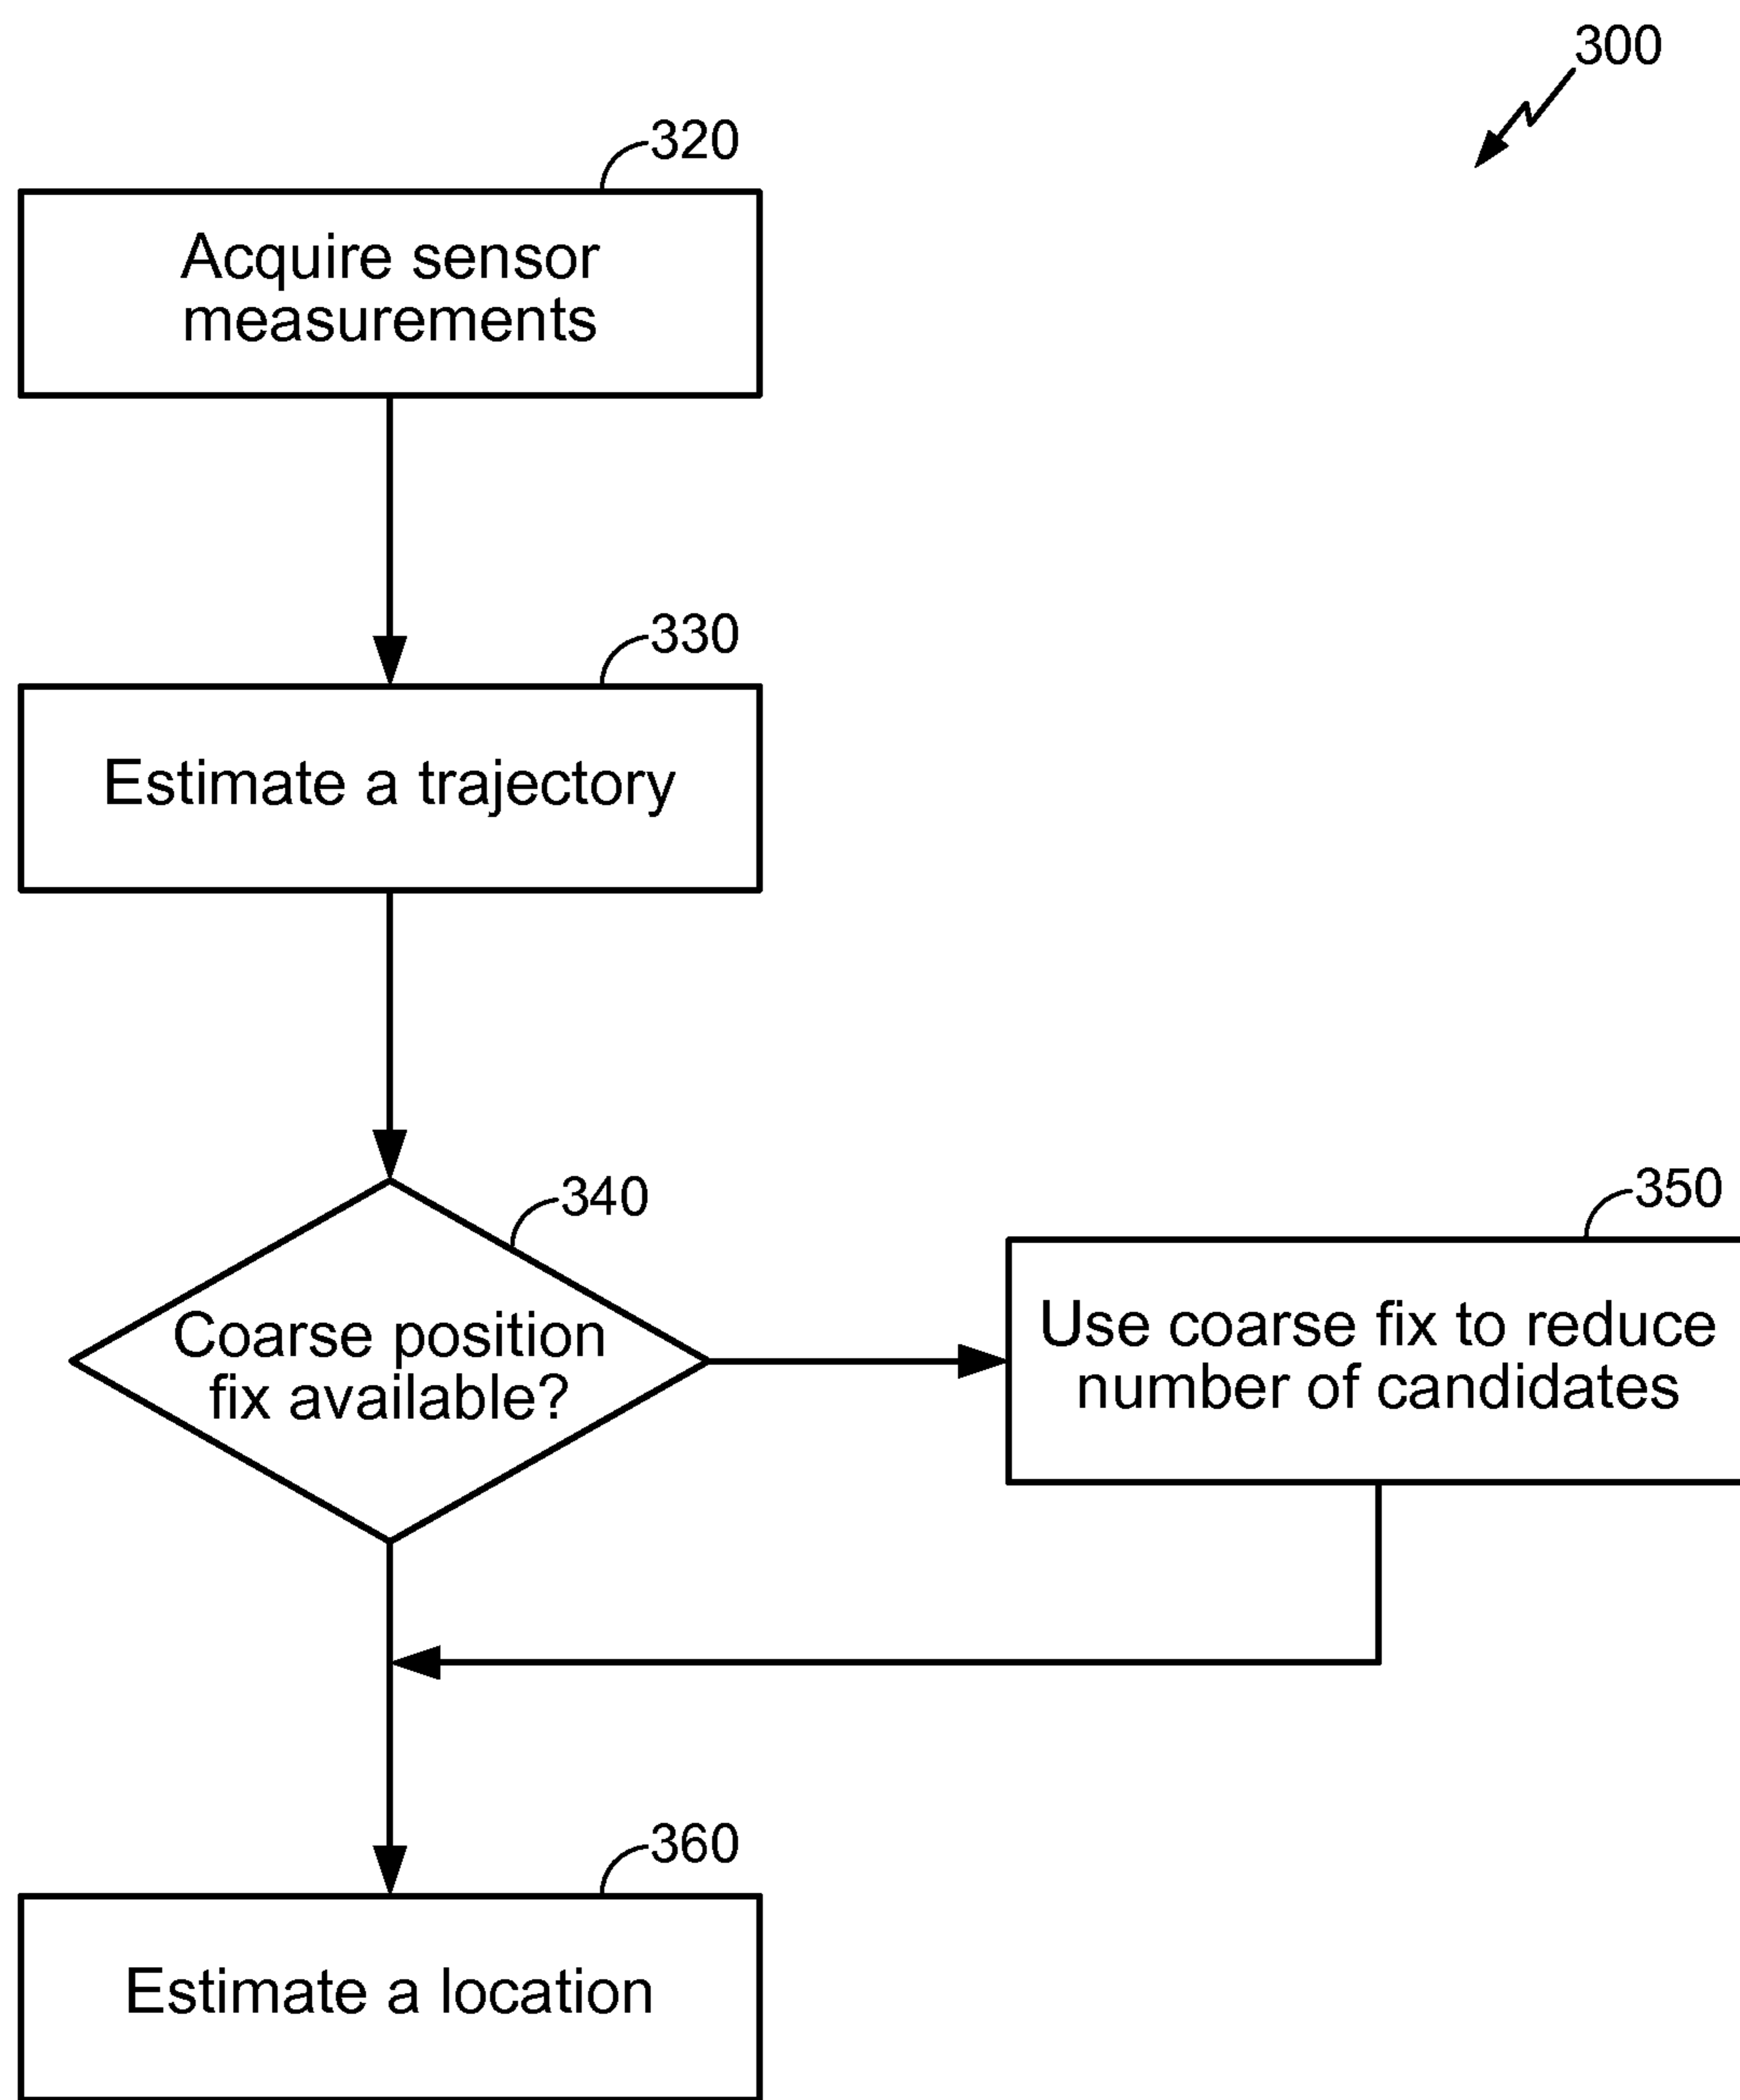 300
320
Acquire sensor
measurements
330
Estimate a trajectory
340
Coarse position
fix available?
350
Use coarse fix to reduce
number of candidates
360
Estimate a location